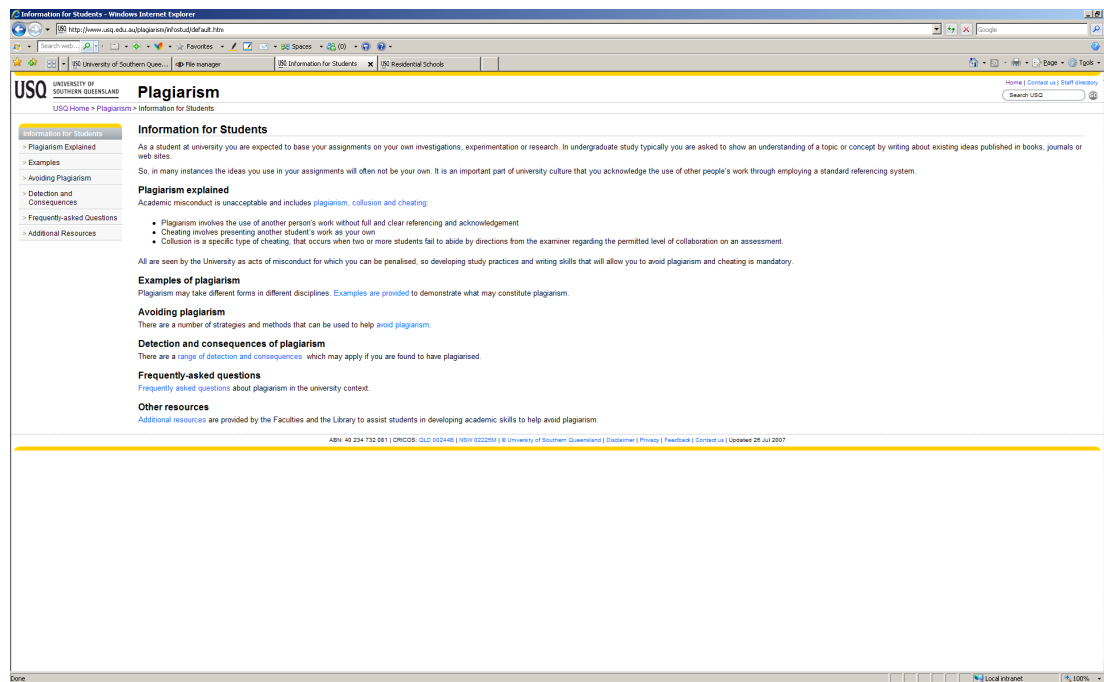 Information for Students - Windows Internet Explorer
http://www.usq.edu.au/plagiarism/infostud/default.htm
Google
Search web...
Favorites
Spaces
(0)
University of Southern Quee...
File manager
Information for Students
Residential Schools
Page
Tools
USQ
UNIVERSITY OF
SOUTHERN QUEENSLAND
Plagiarism
Home | Contact us | Staff directory
Search USQ
USQ Home > Plagiarism > Information for Students
Information for Students
> Plagiarism Explained
> Examples
> Avoiding Plagiarism
> Detection and
Consequences
> Frequently-asked Questions
> Additional Resources
Information for Students
As a student at university you are expected to base your assignments on your own investigations, experimentation or research. In undergraduate study typically you are asked to show an understanding of a topic or concept by writing about existing ideas published in books, journals or
web sites.
So, in many instances the ideas you use in your assignments will often not be your own. It is an important part of university culture that you acknowledge the use of other people's work through employing a standard referencing system.
Plagiarism explained
Academic misconduct is unacceptable and includes plagiarism, collusion and cheating:
• Plagiarism involves the use of another person's work without full and clear referencing and acknowledgement
• Cheating involves presenting another student's work as your own
• Collusion is a specific type of cheating, that occurs when two or more students fail to abide by directions from the examiner regarding the permitted level of collaboration on an assessment.
All are seen by the University as acts of misconduct for which you can be penalised, so developing study practices and writing skills that will allow you to avoid plagiarism and cheating is mandatory.
Examples of plagiarism
Plagiarism may take different forms in different disciplines. Examples are provided to demonstrate what may constitute plagiarism.
Avoiding plagiarism
There are a number of strategies and methods that can be used to help avoid plagiarism.
Detection and consequences of plagiarism
There are a range of detection and consequences which may apply if you are found to have plagiarised.
Frequently-asked questions
Frequently asked questions about plagiarism in the university context.
Other resources
Additional resources are provided by the Faculties and the Library to assist students in developing academic skills to help avoid plagiarism.
ABN: 40 234 732 081 | CRICOS: QLD 00244B | NSW 02225M | © University of Southern Queensland | Disclaimer | Privacy | Feedback | Contact us | Updated 26 Jul 2007
Done
Local intranet
100%